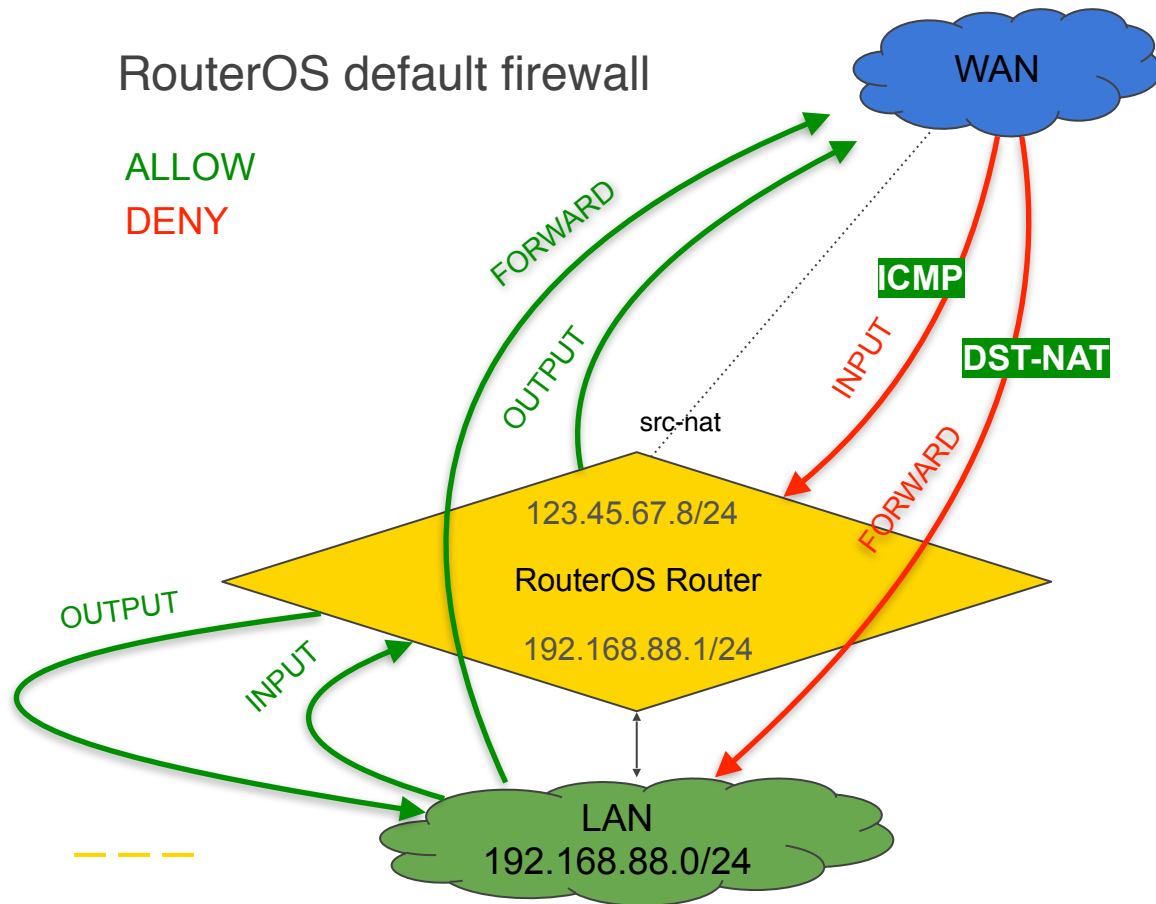 RouterOS default firewall
WAN
ALLOW
DENY
FORWARD
ICMP
OUTPUT
INPUT
DST-NAT
src-nat
FORWARD
123.45.67.8/24
RouterOS Router
OUTPUT
INPUT
192.168.88.1/24
LAN
192.168.88.0/24